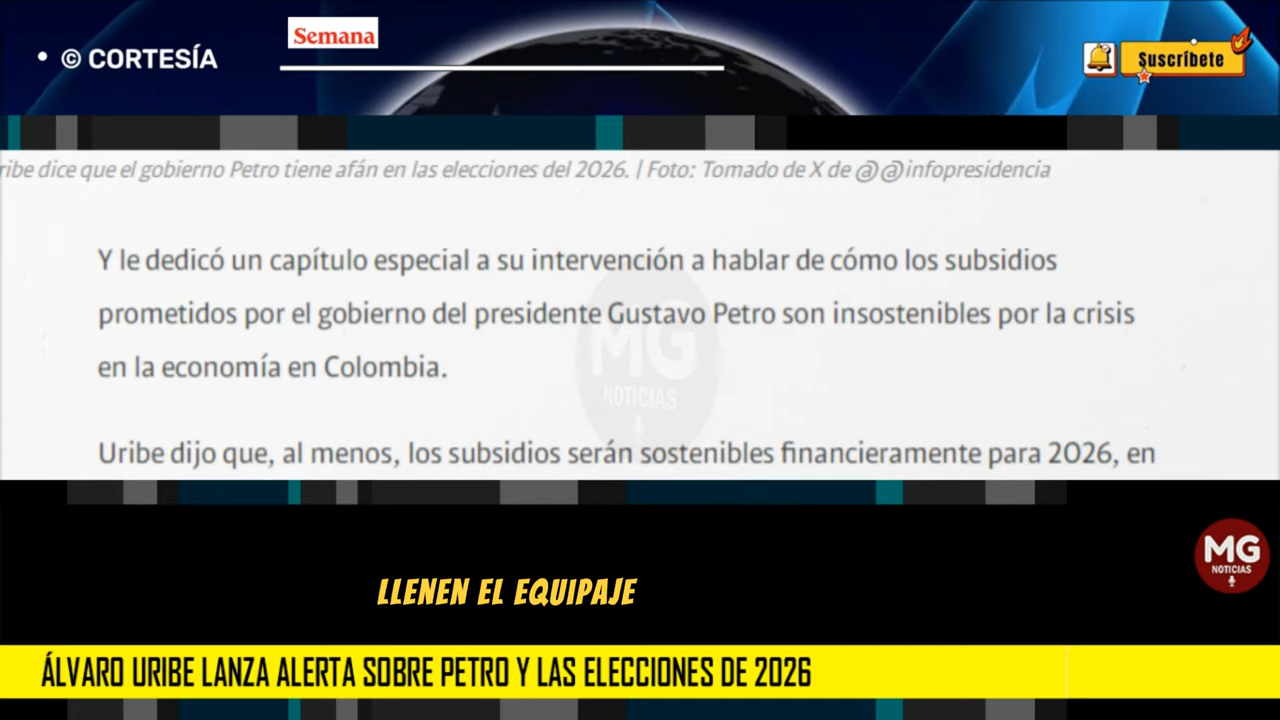 • © CORTESÍA
Semana
Suscríbete
ribe dice que el gobierno Petro tiene afán en las elecciones del 2026. | Foto: Tomado de X de @@infopresidencia
Y le dedicó un capítulo especial a su intervención a hablar de cómo los subsidios
prometidos por el gobierno del presidente Gustavo Petro son insostenibles por la crisis
en la economía en Colombia.
MG
NOTICIAS
Uribe dijo que, al menos, los subsidios serán sostenibles financieramente para 2026, en
MG
NOTICIAS
LLENEN EL EQUIPAJE
ÁLVARO URIBE LANZA ALERTA SOBRE PETRO Y LAS ELECCIONES DE 2026